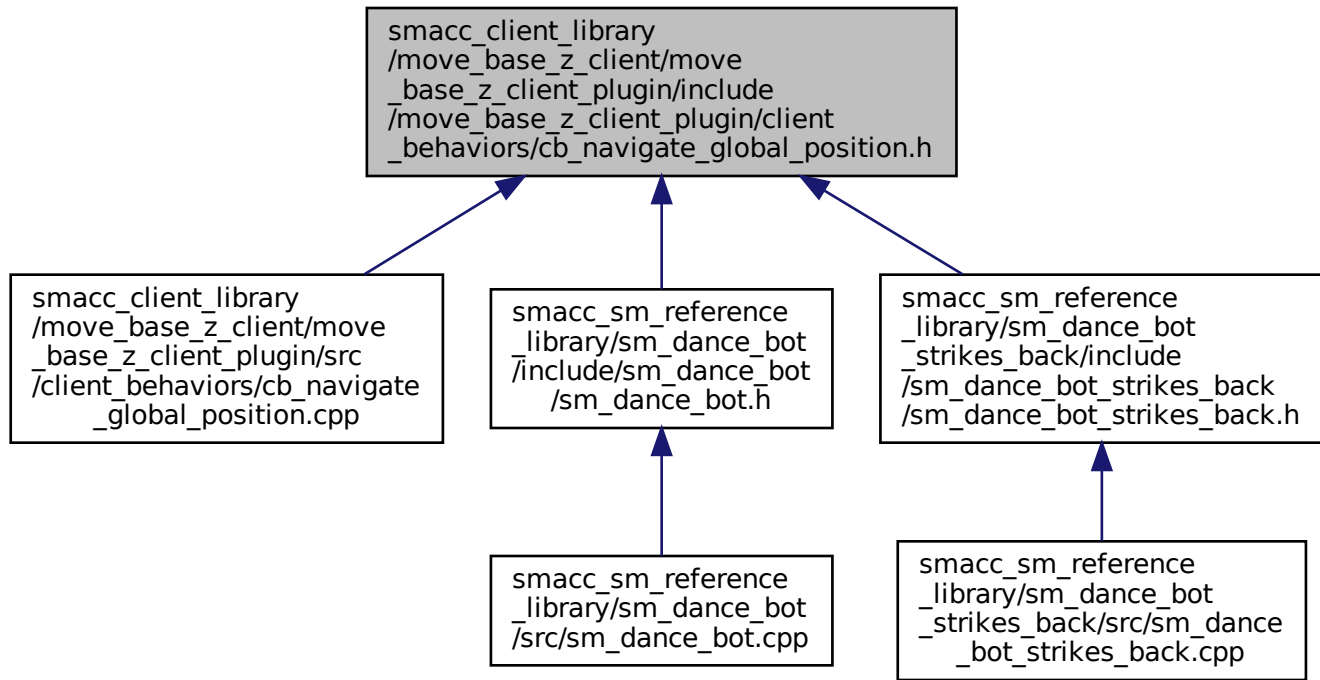 smacc_client_library
/move_base_z_client/move
_base_z_client_plugin/include
/move_base_z_client_plugin/client
_behaviors/cb_navigate_global_position.h
smacc_client_library
/move_base_z_client/move
_base_z_client_plugin/src
/client_behaviors/cb_navigate
_global_position.cpp
smacc_sm_reference
_library/sm_dance_bot
/include/sm_dance_bot
/sm_dance_bot.h
smacc_sm_reference
_library/sm_dance_bot
_strikes_back/include
/sm_dance_bot_strikes_back
/sm_dance_bot_strikes_back.h
smacc_sm_reference
_library/sm_dance_bot
/src/sm_dance_bot.cpp
smacc_sm_reference
_library/sm_dance_bot
_strikes_back/src/sm_dance
_bot_strikes_back.cpp